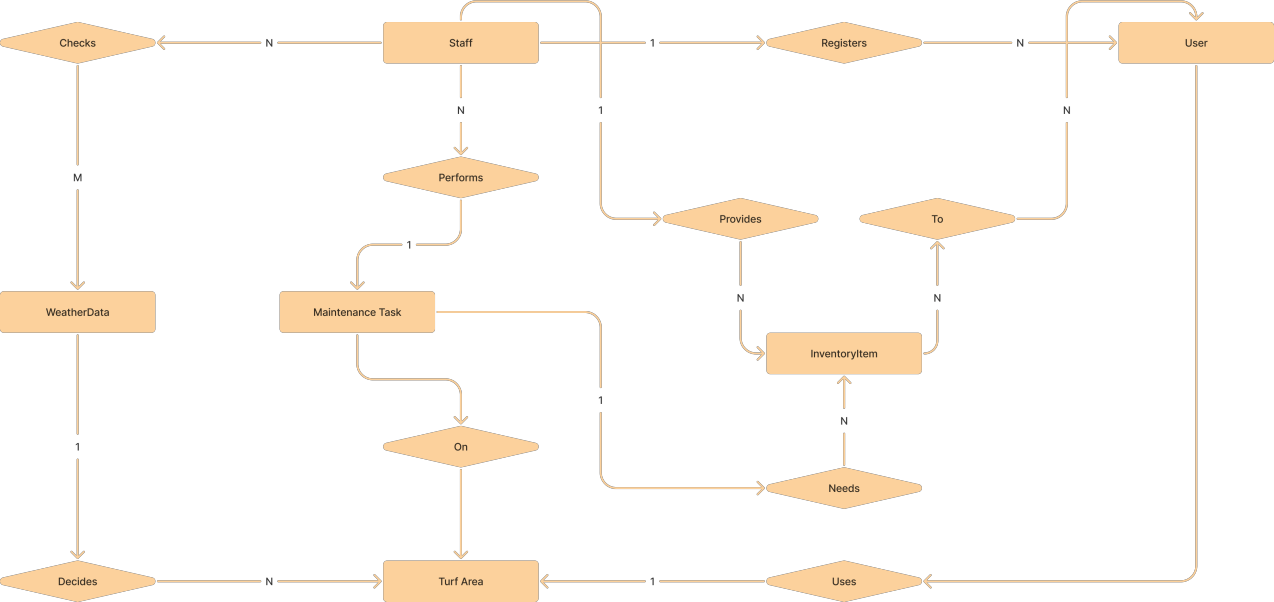 Checks
N
Staff
1
Registers
N
User
N
1
N
M
Performs
Provides
To
1
N
N
WeatherData
Maintenance Task
InventoryItem
1
N
1
On
Needs
Decides
N
Turf Area
1
Uses